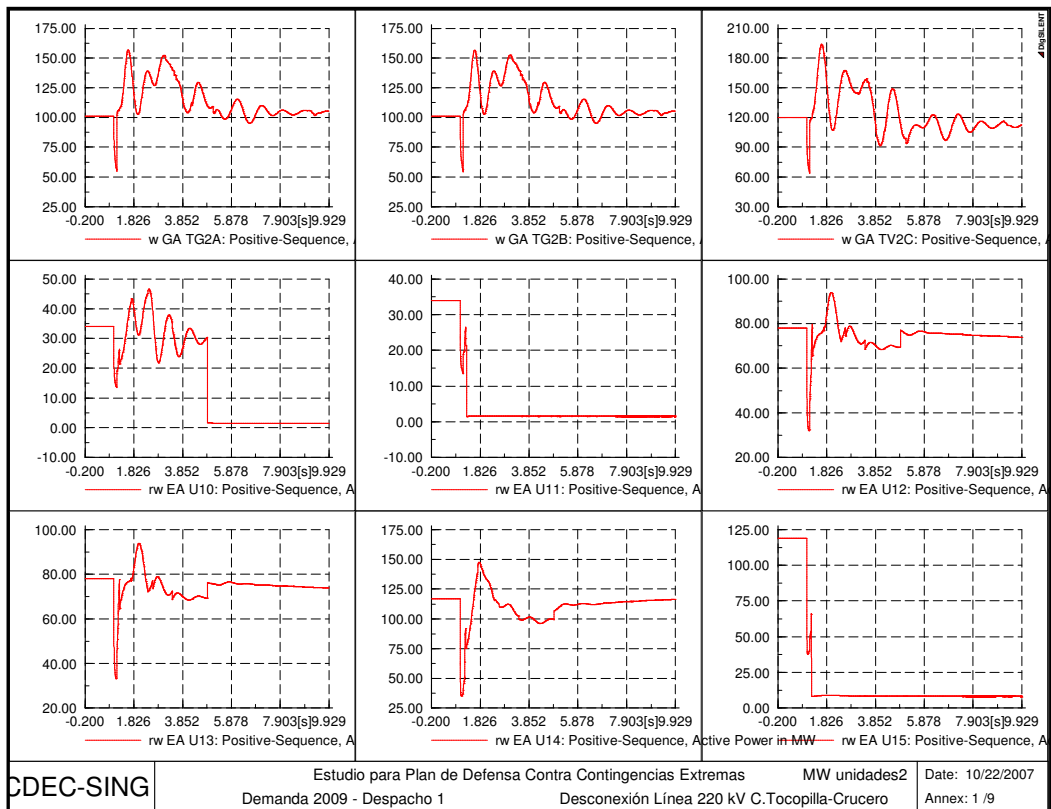 175.00
150.00
125.00
100.00
75.00
50.00
25.00
-0.200 1.826 3.852 5.878 7.903 [s] 9.929
w GA TG2A: Positive-Sequence, A
175.00
150.00
125.00
100.00
75.00
50.00
25.00
-0.200 1.826 3.852 5.878 7.903 [s] 9.929
w GA TG2B: Positive-Sequence, A
210.00
180.00
150.00
120.00
90.00
60.00
30.00
-0.200 1.826 3.852 5.878 7.903 [s] 9.929
w GA TV2C: Positive-Sequence, A
DIgSILENT
50.00
40.00
30.00
20.00
10.00
0.00
-10.00
-0.200 1.826 3.852 5.878 7.903 [s] 9.929
rw EA U10: Positive-Sequence, A
40.00
30.00
20.00
10.00
0.00
-10.00
-0.200 1.826 3.852 5.878 7.903 [s] 9.929
rw EA U11: Positive-Sequence, A
100.00
80.00
60.00
40.00
20.00
-0.200 1.826 3.852 5.878 7.903 [s] 9.929
rw EA U12: Positive-Sequence, A
100.00
80.00
60.00
40.00
20.00
-0.200 1.826 3.852 5.878 7.903 [s] 9.929
rw EA U13: Positive-Sequence, A
175.00
150.00
125.00
100.00
75.00
50.00
25.00
-0.200 1.826 3.852 5.878 7.903 [s] 9.929
rw EA U14: Positive-Sequence, Active Power in MW
125.00
100.00
75.00
50.00
25.00
0.00
-0.200 1.826 3.852 5.878 7.903 [s] 9.929
rw EA U15: Positive-Sequence, A
CDEC-SING
Estudio para Plan de Defensa Contra Contingencias Extremas MW unidades2
Demanda 2009 - Despacho 1 Desconexión Línea 220 kV C.Tocopilla-Crucero
Date: 10/22/2007
Annex: 1 /9